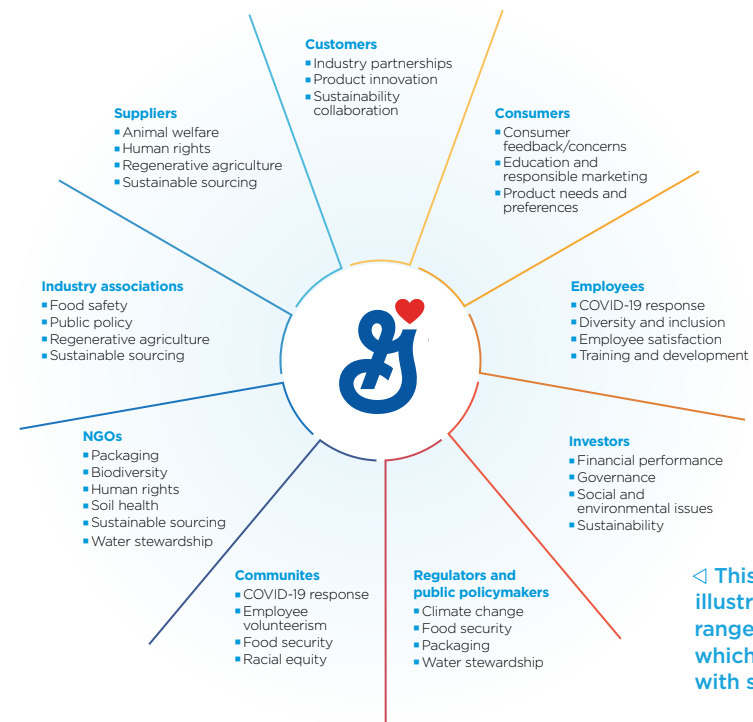 Customers
Industry partnerships
Product innovation
Sustainability
collaboration
Consumers
Consumer
feedback/concerns
Education and
responsible marketing
Product needs and
preferences
Employees
COVID-19 response
Diversity and inclusion
Employee satisfaction
Training and development
Investors
Financial performance
Governance
Social and
environmental issues
Sustainability
Regulators and
public policymakers
Climate change
Food security
Packaging
Water stewardship
Communites
COVID-19 response
Employee
volunteerism
Food security
Racial equity
NGOs
Packaging
Biodiversity
Human rights
Soil health
Sustainable sourcing
Water stewardship
Industry associations
Food safety
Public policy
Regenerative agriculture
Sustainable sourcing
Suppliers
Animal welfare
Human rights
Regenerative agriculture
Sustainable sourcing
G
This
illustr
range
which
with s